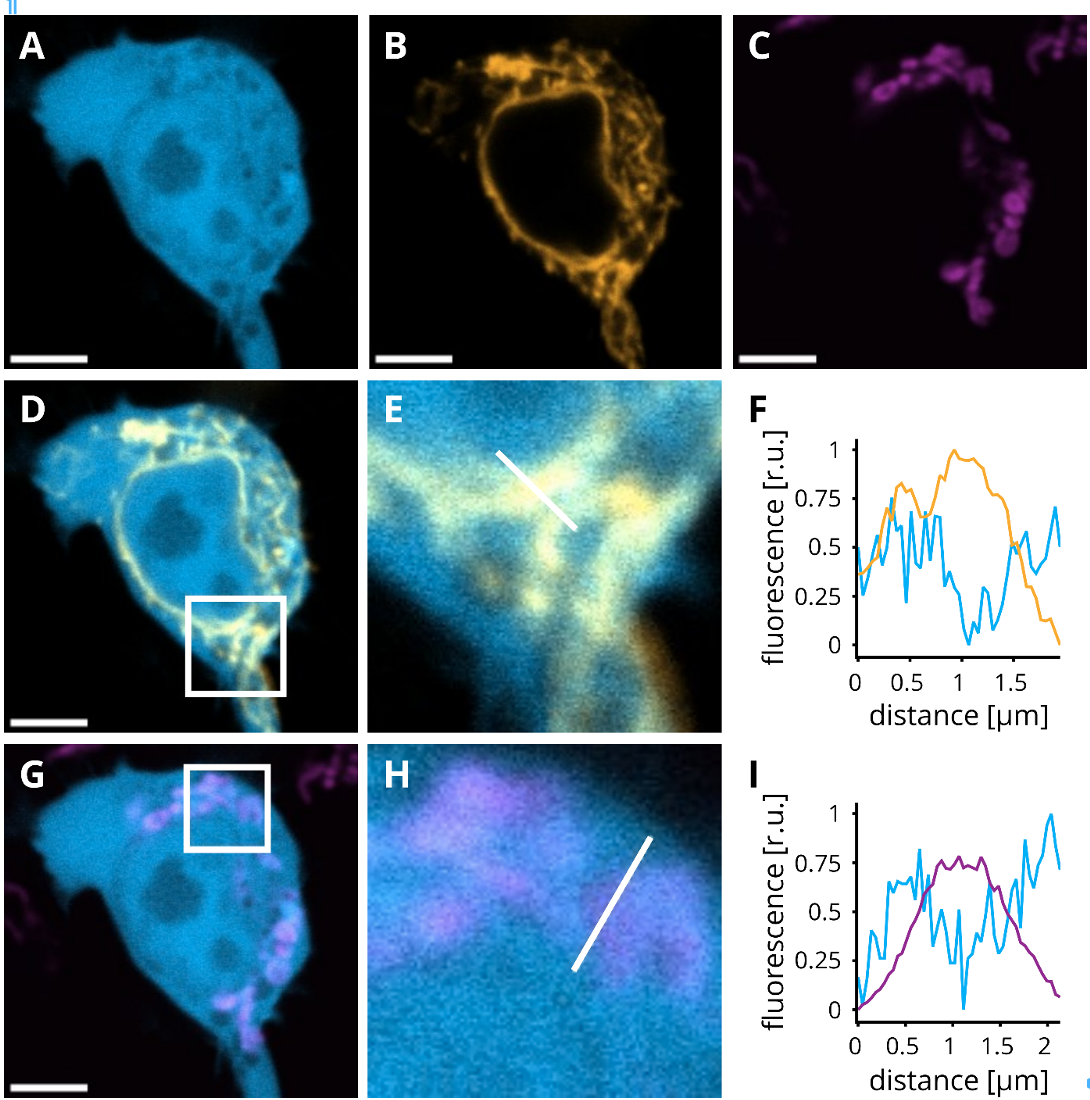 A
B
C
D
E
F
fluorescence [r.u.]
1
0.75
0.5
0.25
0
0 0.5 1 1.5
distance [µm]
G
H
I
fluorescence [r.u.]
1
0.75
0.5
0.25
0
0 0.5 1 1.5 2
distance [µm]